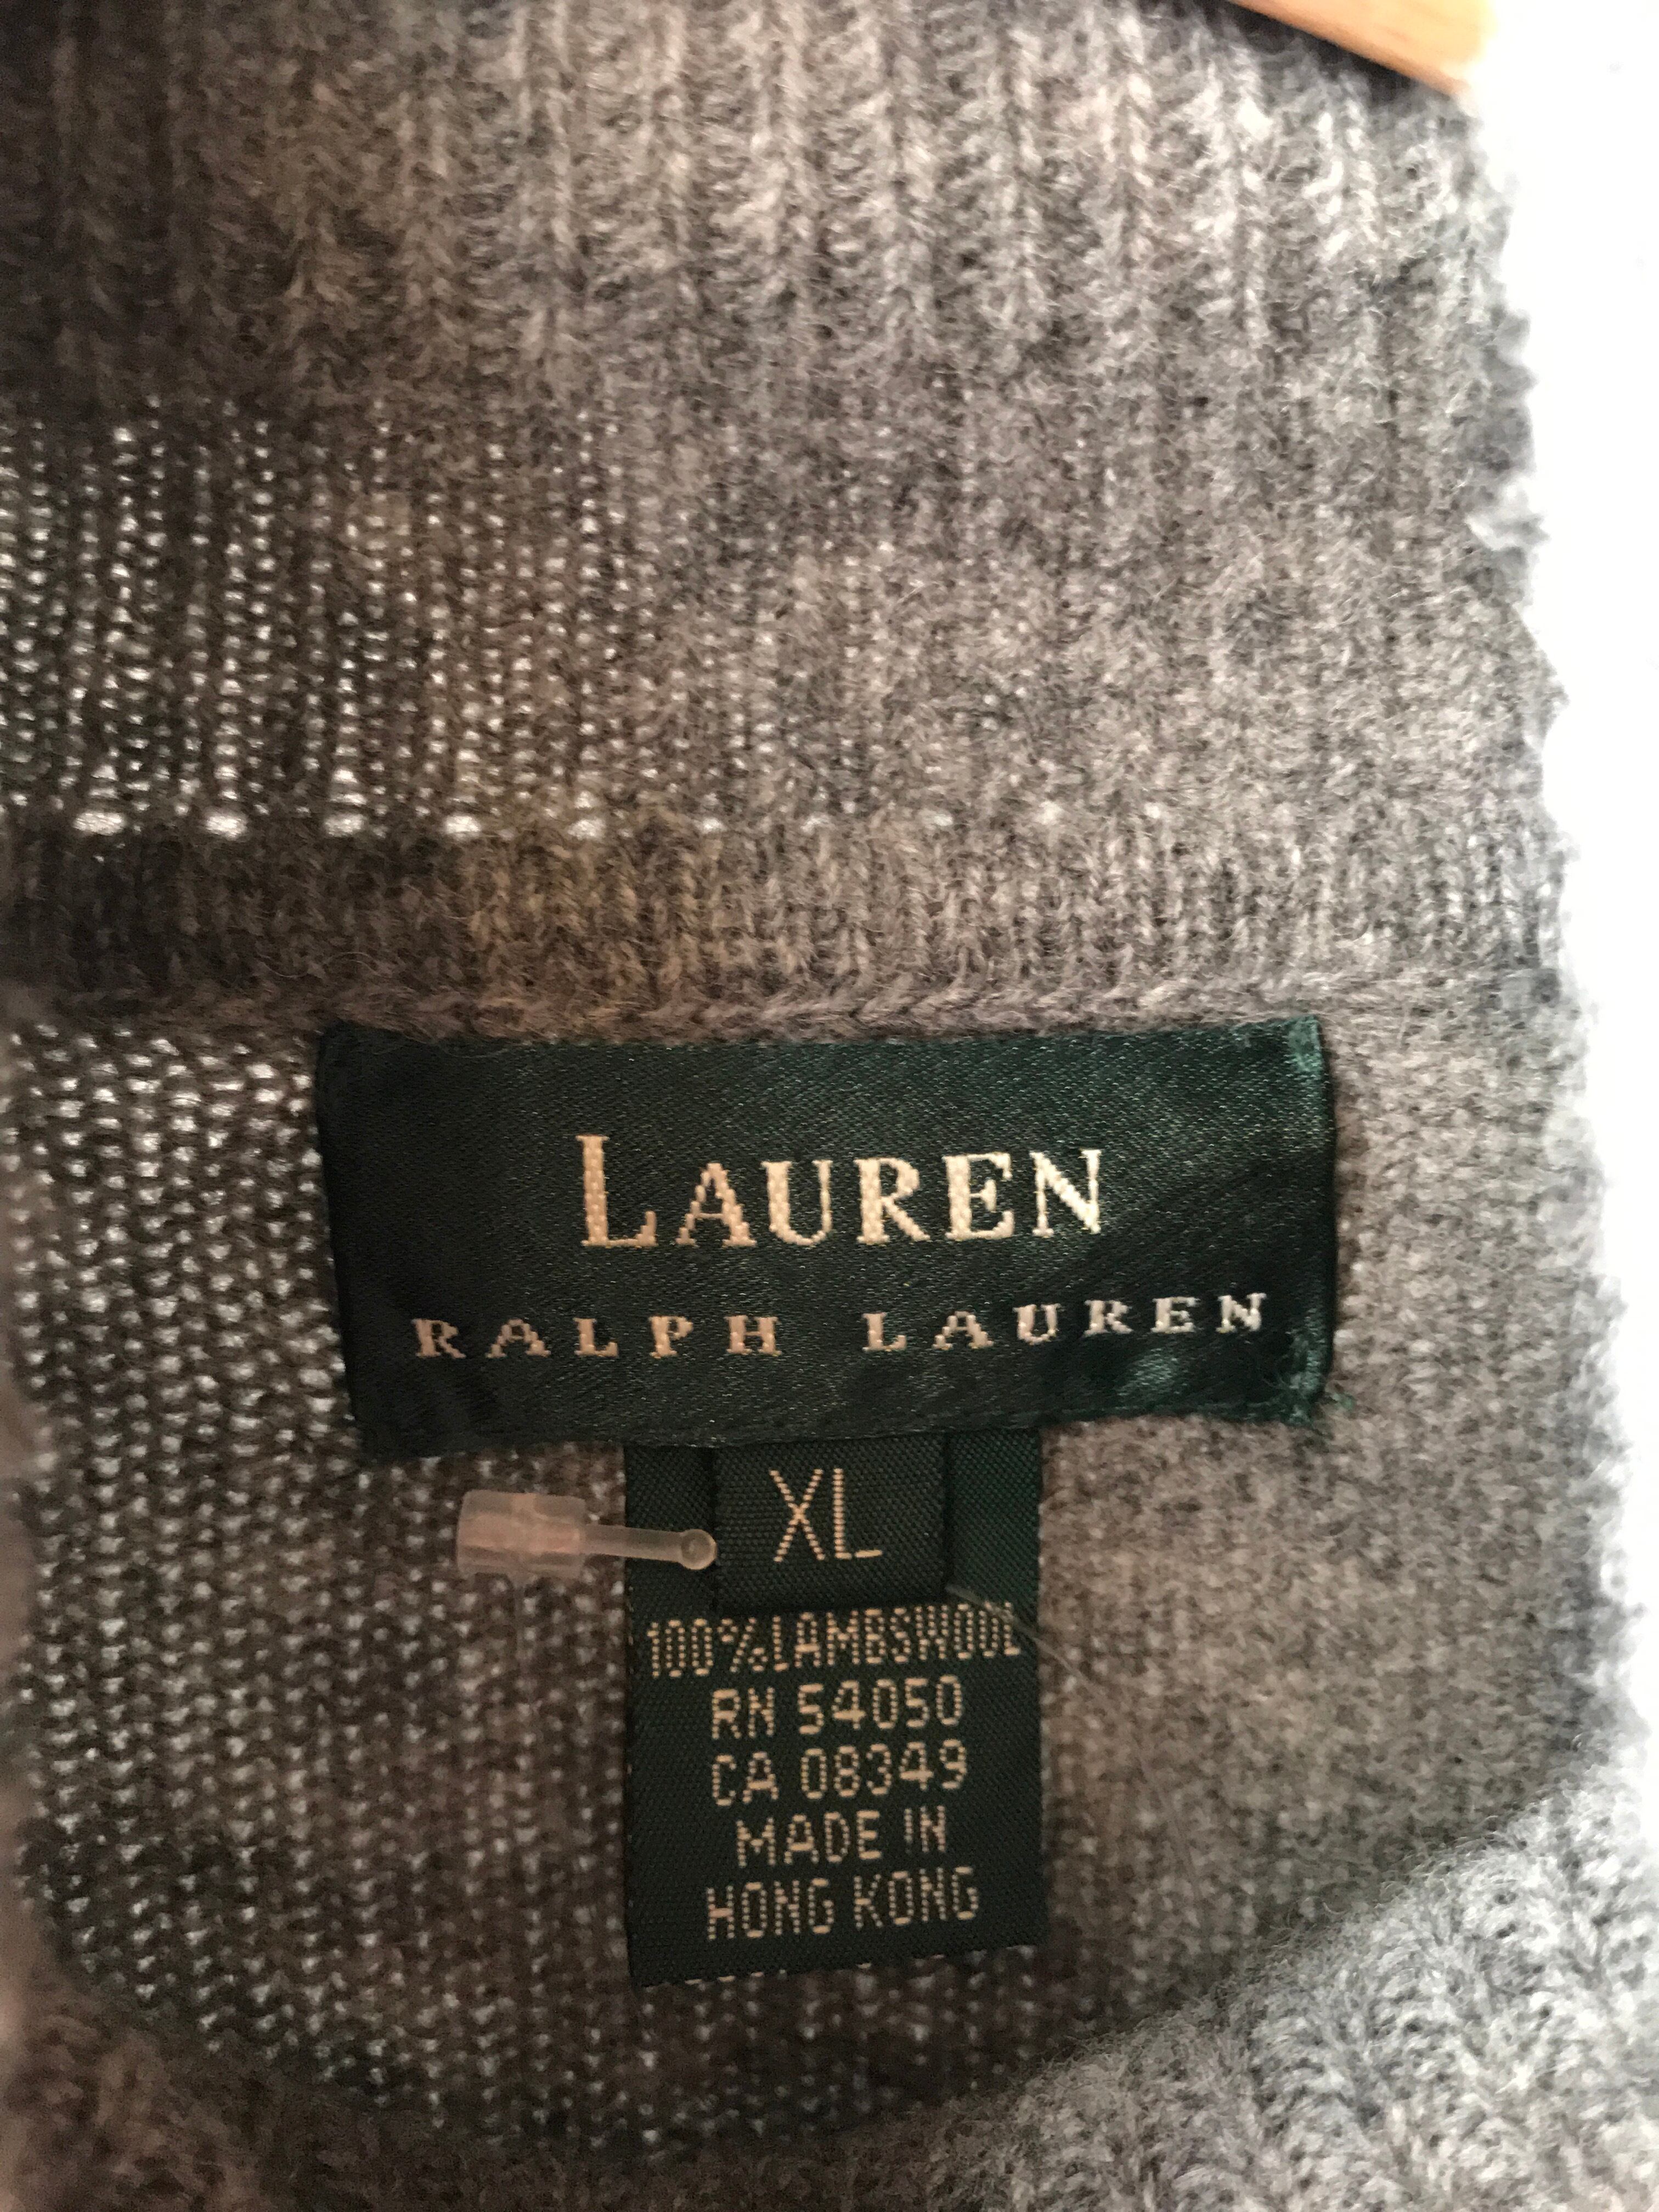 LAUREN
RALPH LAUREN
XL
100%LAMBSWOOL
RN 54050
CA 08349
MADE IN
HONG KONG